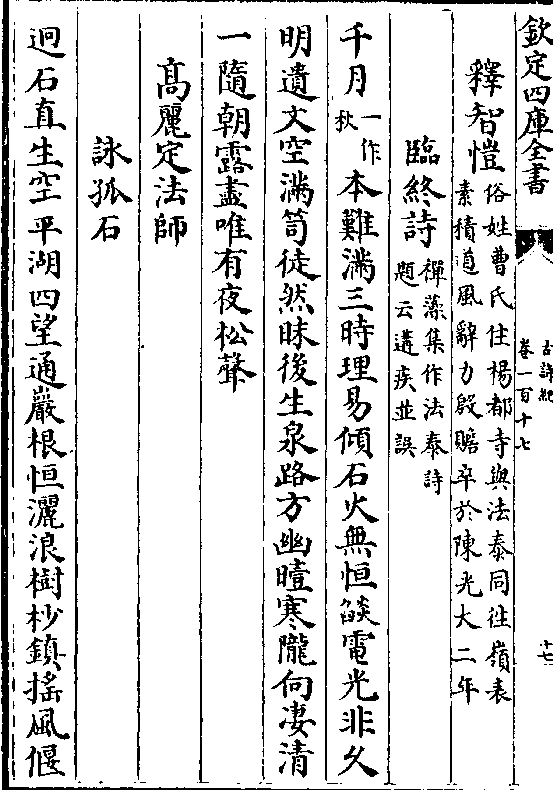 欽定四庫全書
古詩紀
卷一百十七
十七
釋智愷
俗姓曹氏住楊都寺與法泰同徃嶺表
素積道風辭力殷贍卒於陳光大二年
臨終詩
禪藻集作法泰詩
題云遘疾並誤
千月
一作
秋
本難滿三時理易傾石火無恒燄電光非久
明遺文空滿笥徒然昧後生泉路方幽曀寒隴向凄清
一隨朝露盡唯有夜松聲
髙麗定法師
詠孤石
迥石直生空平湖四望通巖根恒灑浪樹杪鎮摇風偃